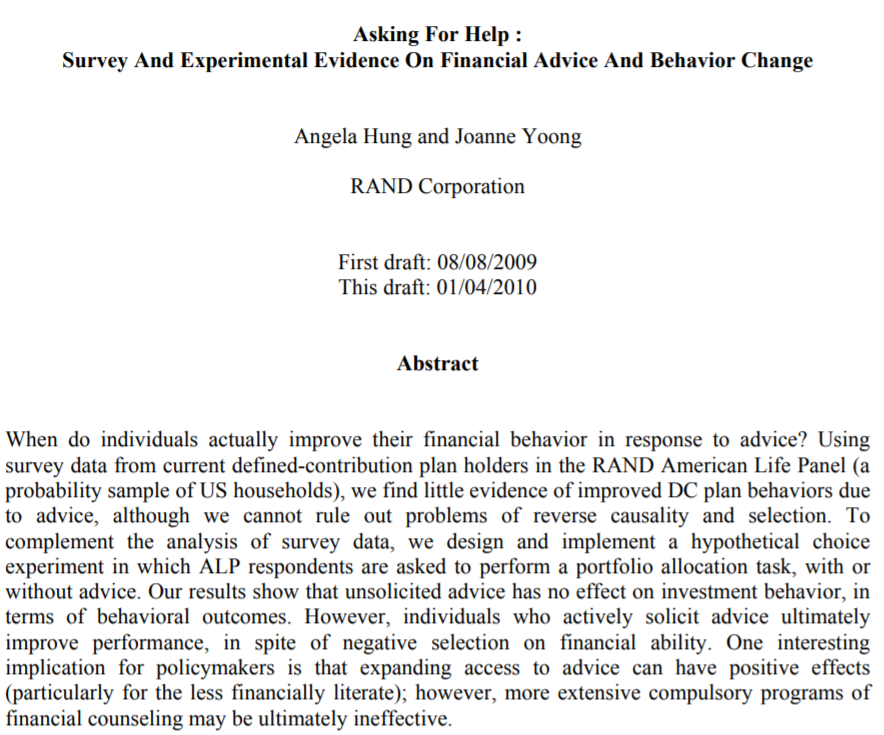 Asking For Help :
Survey And Experimental Evidence On Financial Advice And Behavior Change
Angela Hung and Joanne Yoong
RAND Corporation
First draft: 08/08/2009
This draft: 01/04/2010
Abstract
When do individuals actually improve their financial behavior in response to advice? Using
survey data from current defined-contribution plan holders in the RAND American Life Panel (a
probability sample of US households), we find little evidence of improved DC plan behaviors due
to advice, although we cannot rule out problems of reverse causality and selection. To
complement the analysis of survey data, we design and implement a hypothetical choice
experiment in which ALP respondents are asked to perform a portfolio allocation task, with or
without advice. Our results show that unsolicited advice has no effect on investment behavior, in
terms of behavioral outcomes. However, individuals who actively solicit advice ultimately
improve performance, in spite of negative selection on financial ability. One interesting
implication for policymakers is that expanding access to advice can have positive effects
(particularly for the less financially literate); however, more extensive compulsory programs of
financial counseling may be ultimately ineffective.